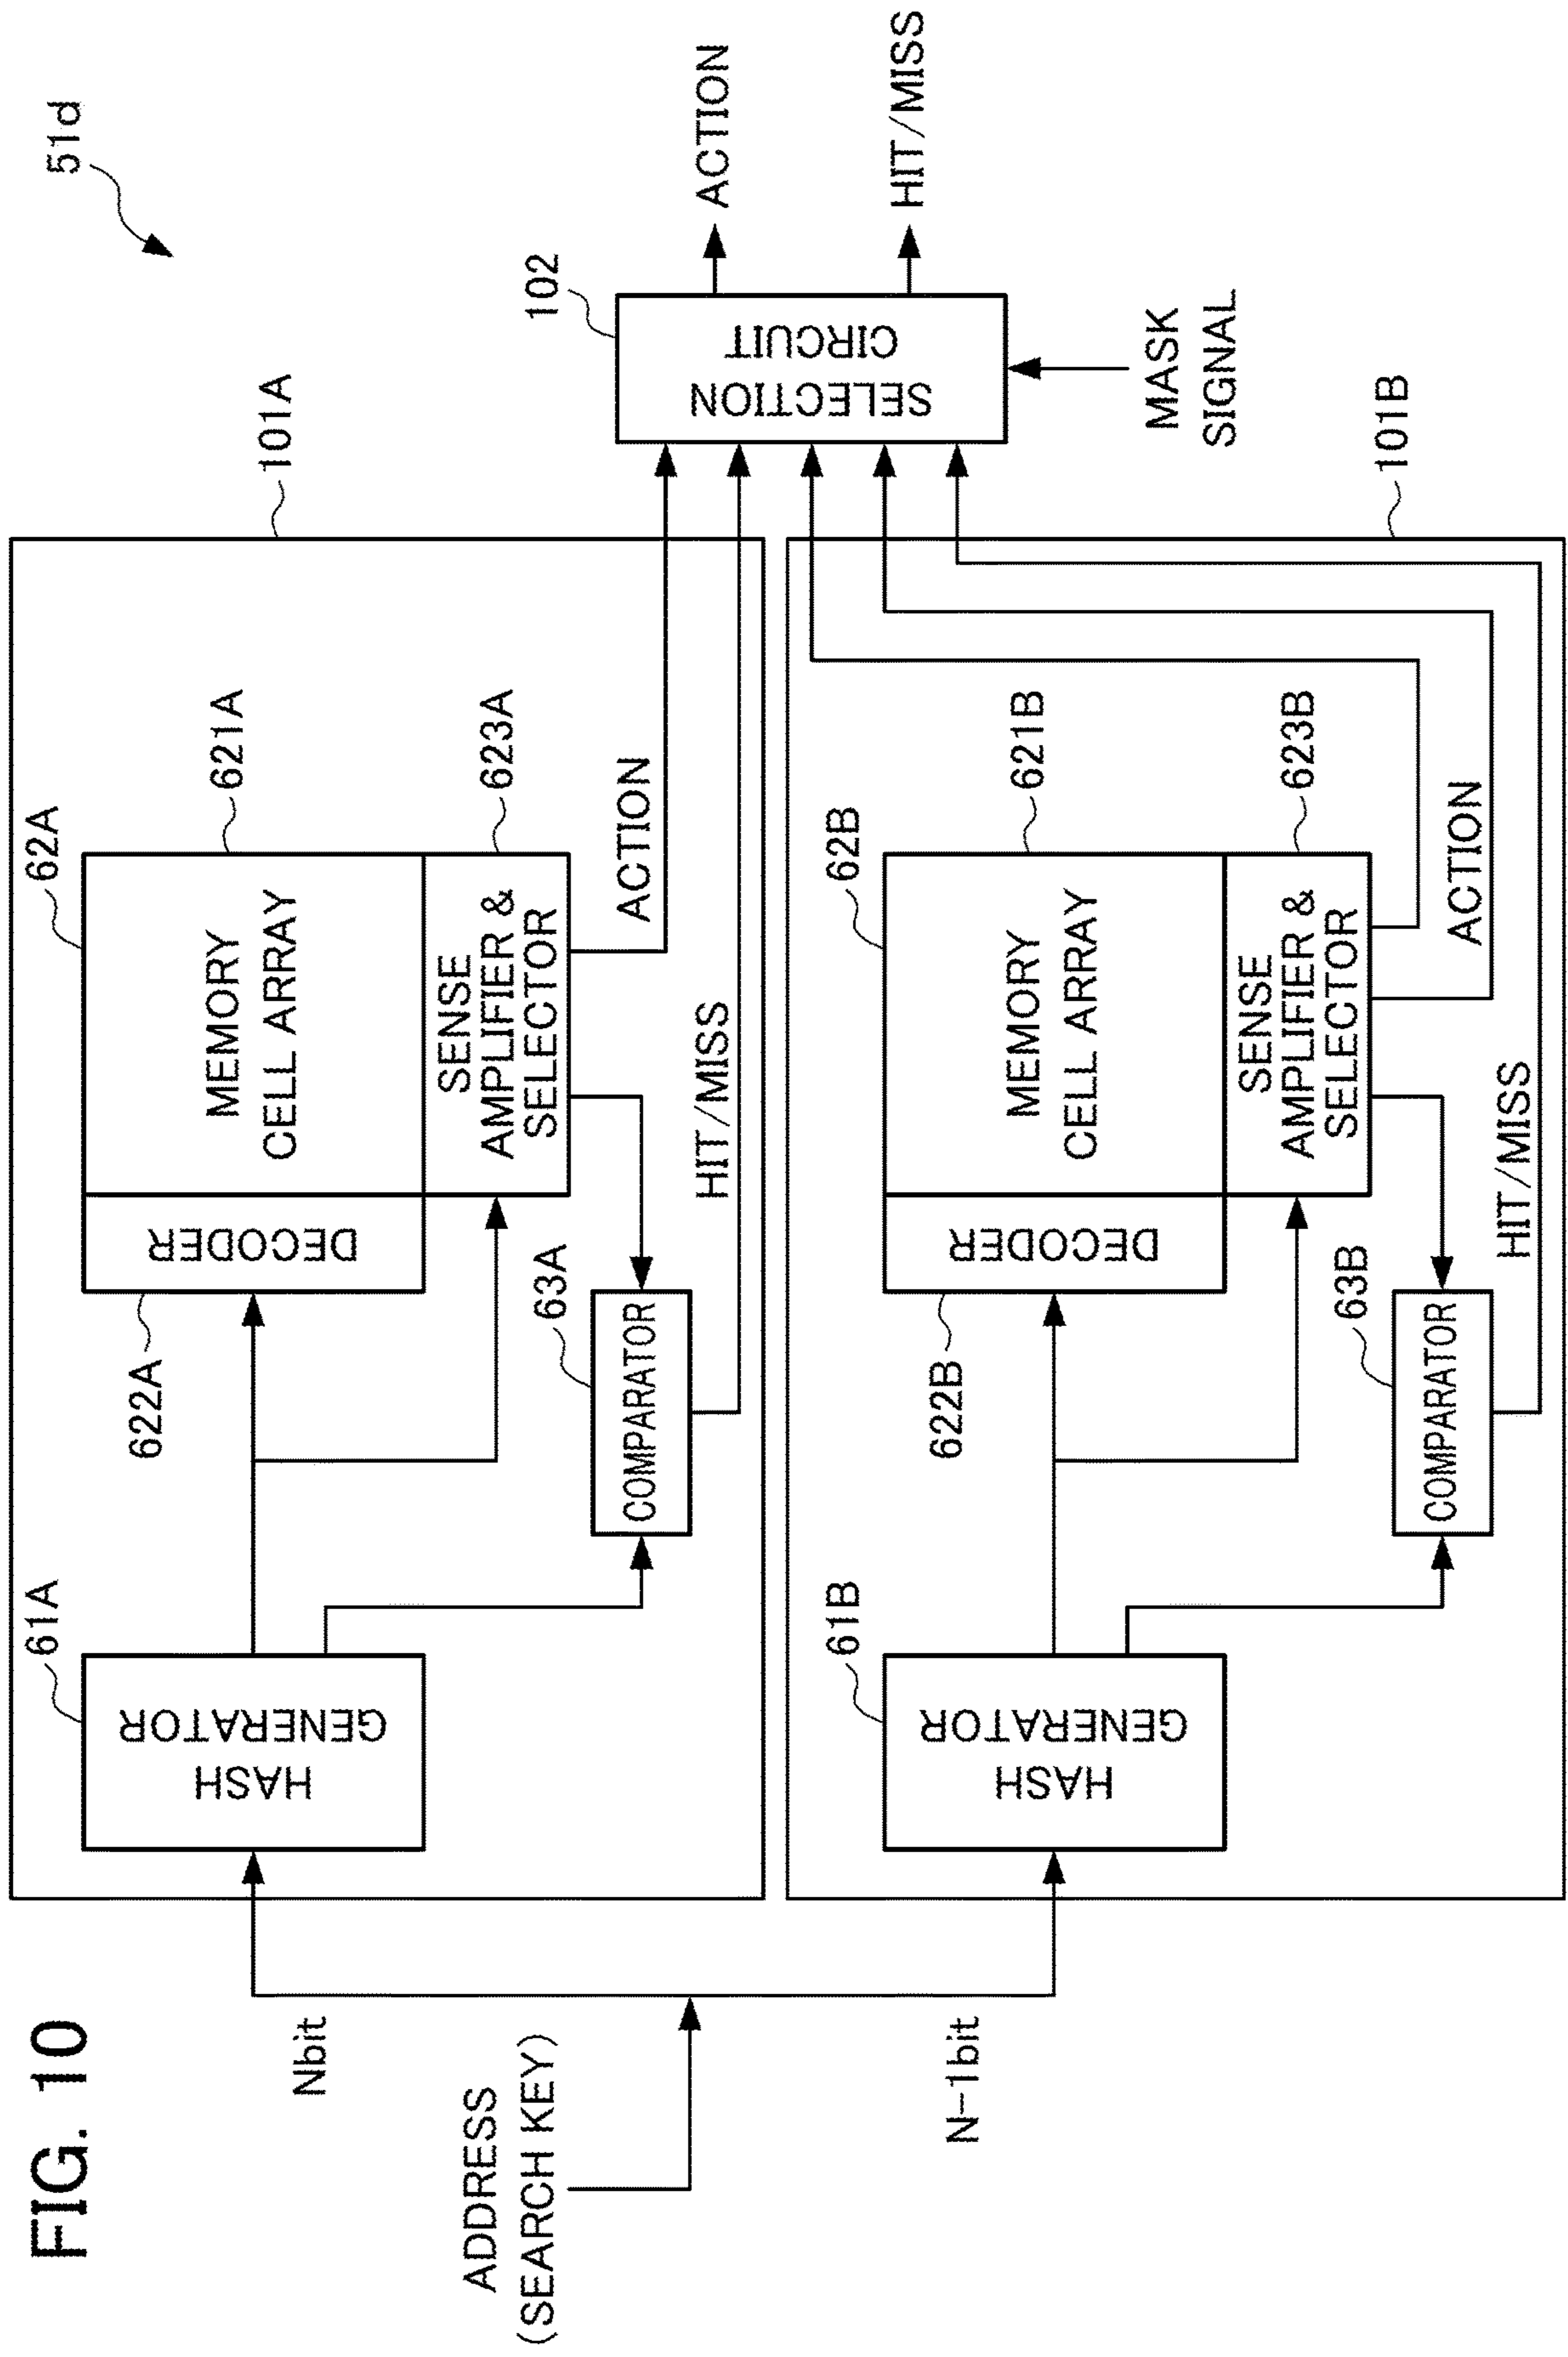 FIG. 10
51d
ADDRESS
(SEARCH KEY)
Nbit
N-1bit
101A
61A
HASH
GENERATOR
62A
622A
DECODER
MEMORY
CELL ARRAY
621A
SENSE
AMPLIFIER &
SELECTOR
623A
63A
COMPARATOR
ACTION
HIT/MISS
101B
61B
HASH
GENERATOR
62B
622B
DECODER
MEMORY
CELL ARRAY
621B
SENSE
AMPLIFIER &
SELECTOR
623B
63B
COMPARATOR
ACTION
HIT/MISS
102
SELECTION
CIRCUIT
MASK
SIGNAL
ACTION
HIT/MISS